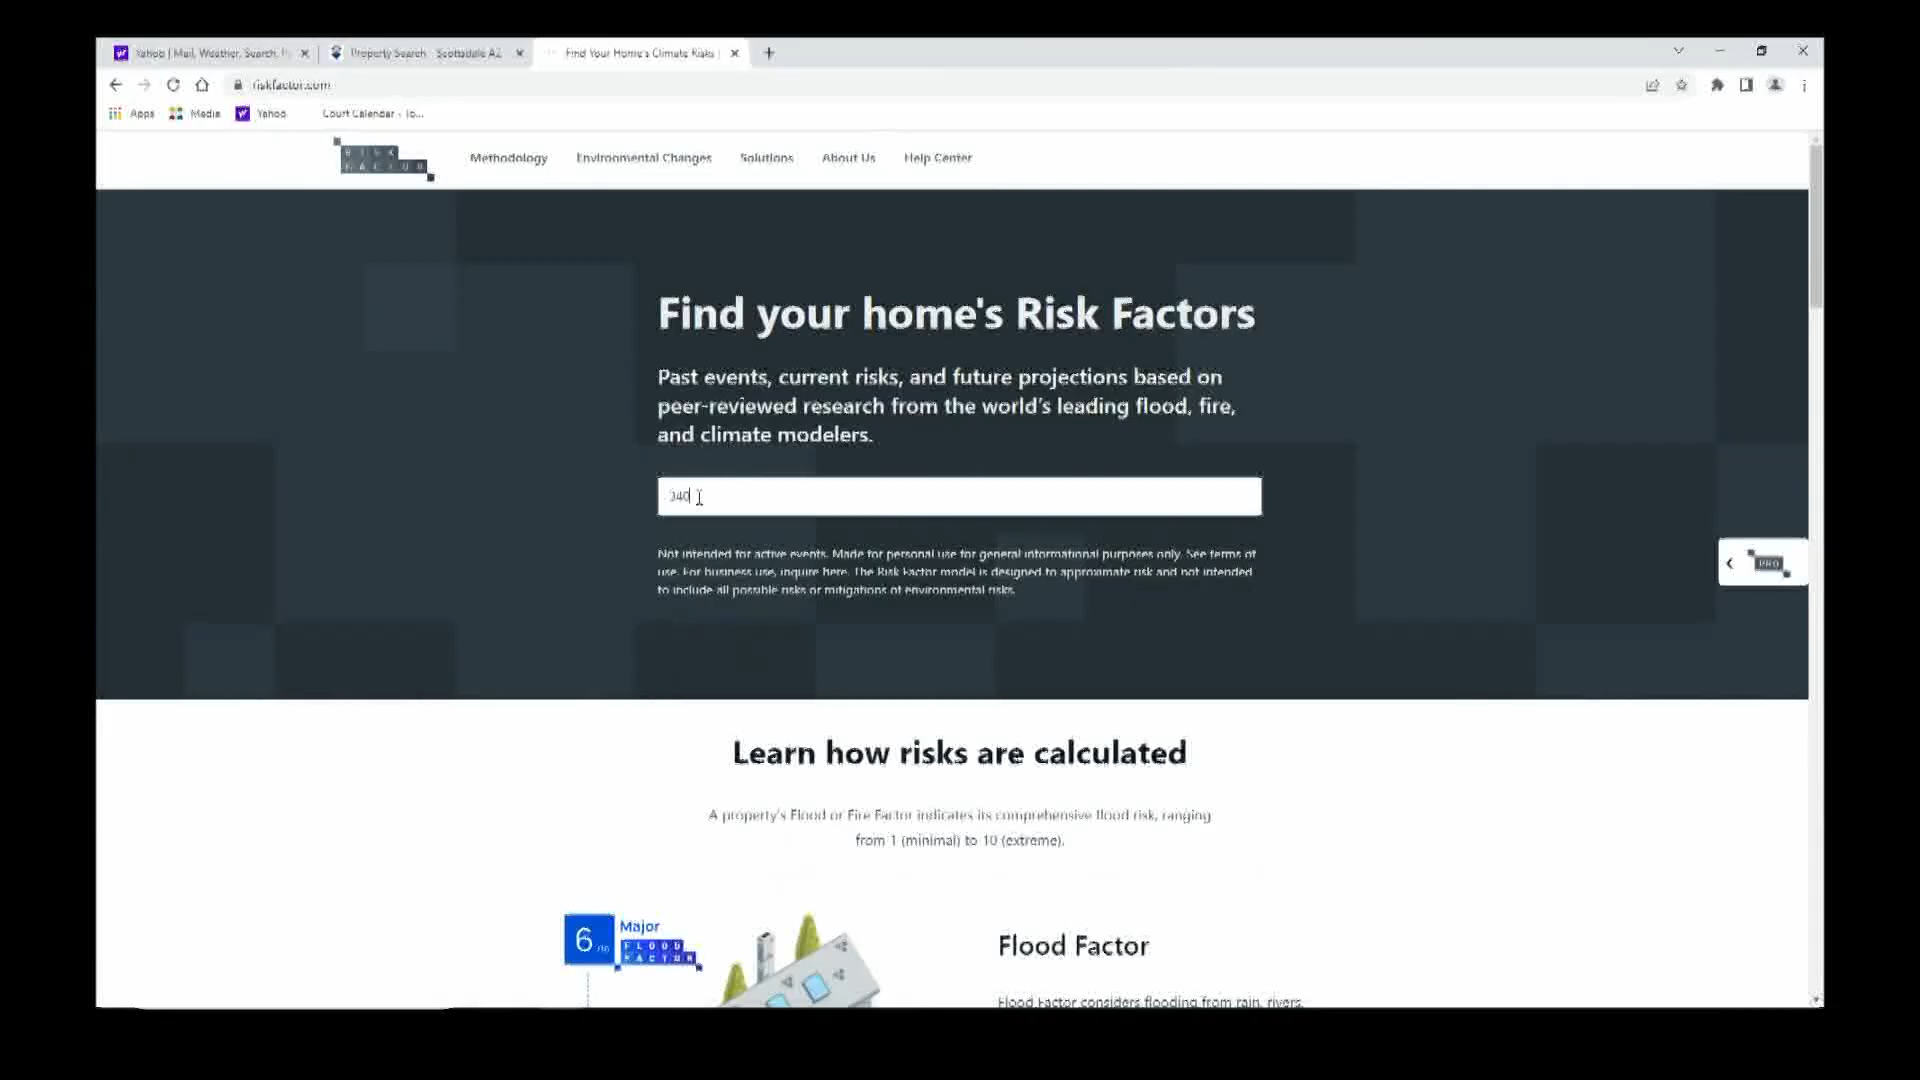 Yahoo | Mail, Weather, Search,
Property Search - Scottsdale AZ
Find Your Home's Climate Risks |
riskfactor.com
Apps
Media
Yahoo
Court Calendar - To...
RISK
FACTOR
Methodology
Environmental Changes
Solutions
About Us
Help Center
Find your home's Risk Factors
Past events, current risks, and future projections based on
peer-reviewed research from the world's leading flood, fire,
and climate modelers.
340
Not intended for active events. Made for personal use for general informational purposes only. See terms of
use. For business use, inquire here. The Risk Factor model is designed to approximate risk and not intended
to include all possible risks or mitigations of environmental risks.
PRO
Learn how risks are calculated
A property's Flood or Fire Factor indicates its comprehensive flood risk, ranging
from 1 (minimal) to 10 (extreme).
6 /10
Major
FLOOD
FACTOR
Flood Factor
Flood Factor considers flooding from rain, rivers,